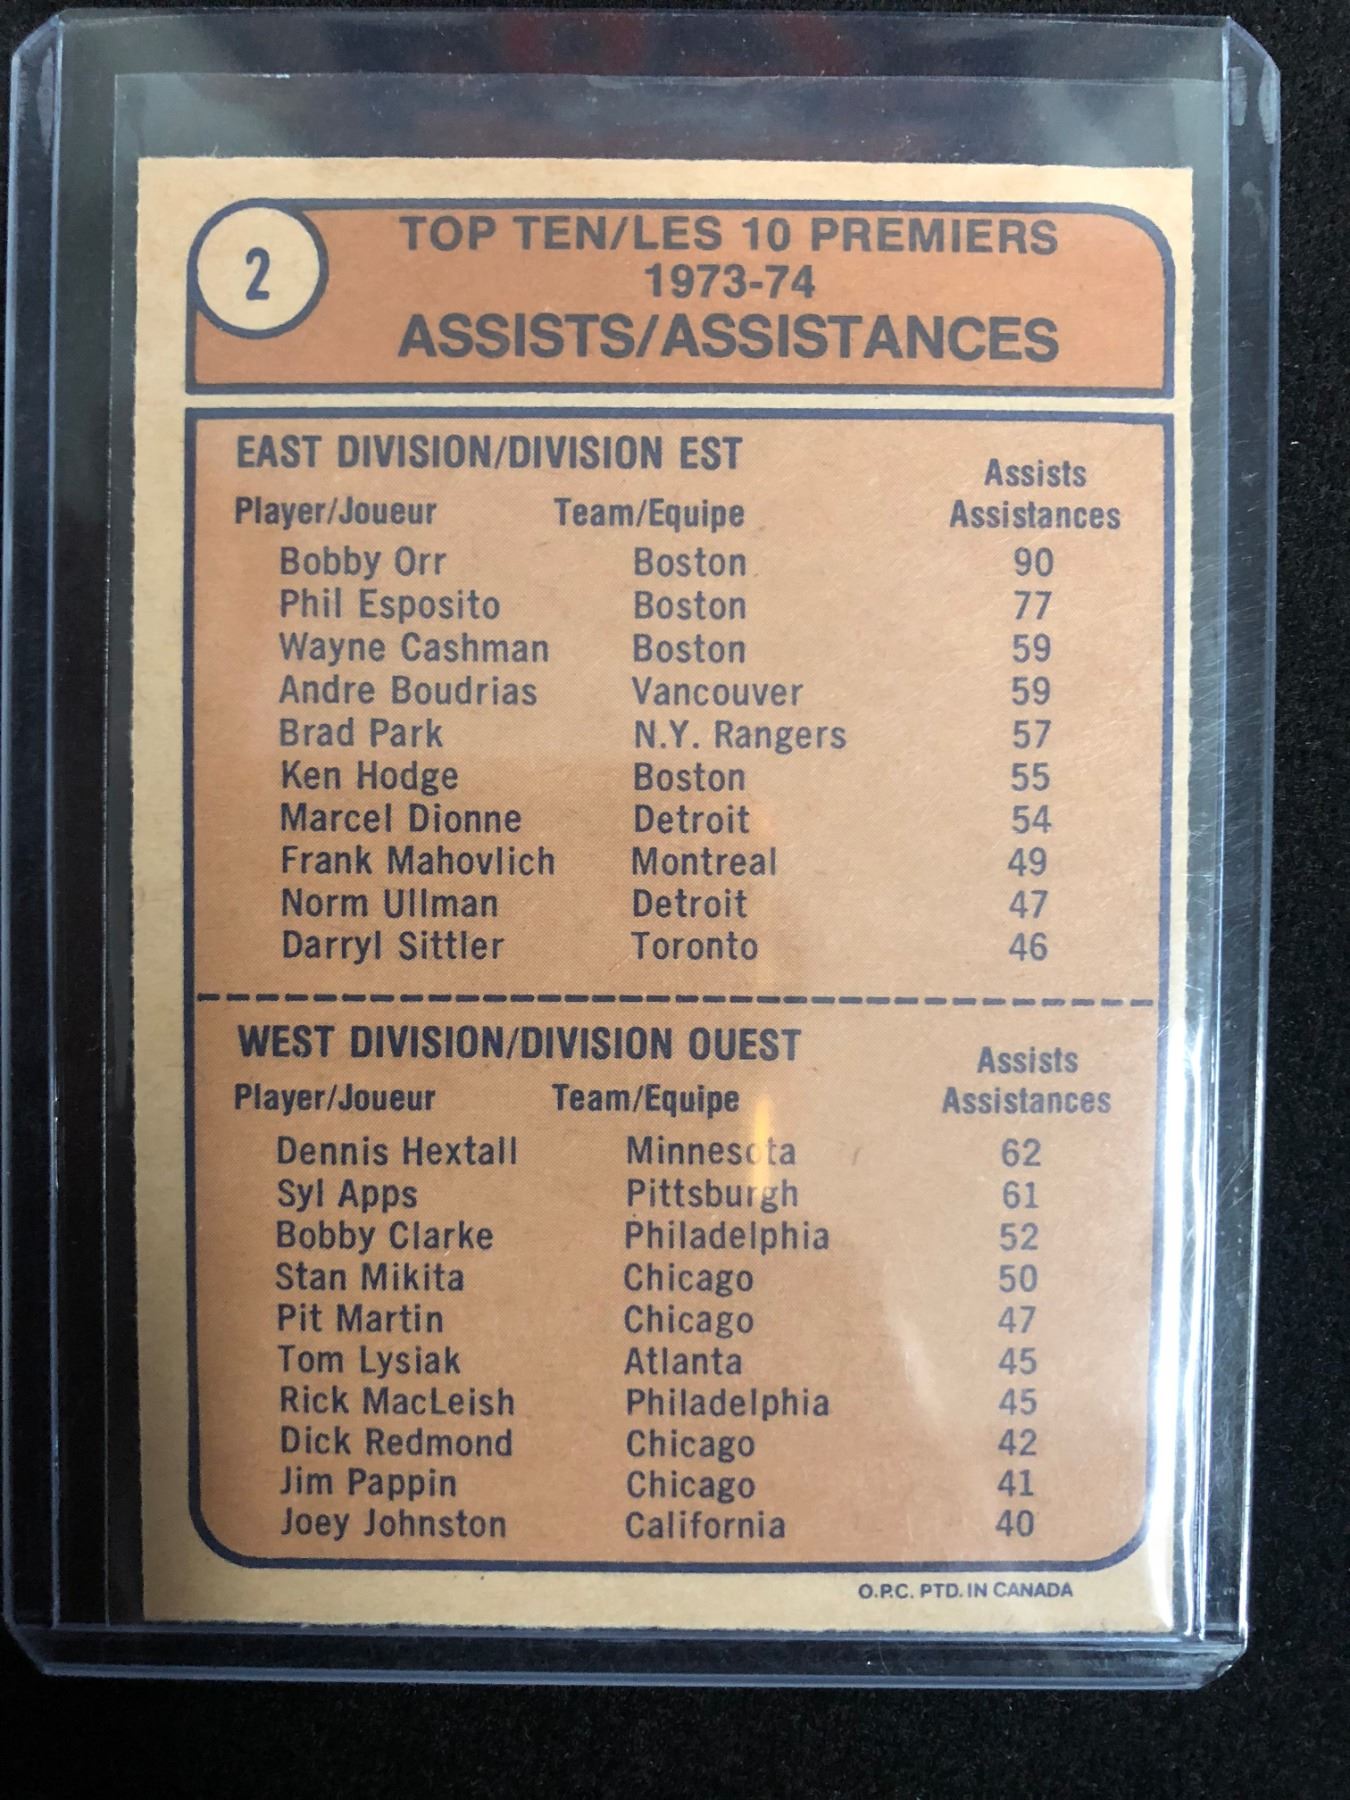 2
TOP TEN/LES 10 PREMIERS
1973-74
ASSISTS/ASSISTANCES
EAST DIVISION/DIVISION EST
Assists
Player/Joueur Team/Equipe Assistances
Bobby Orr Boston 90
Phil Esposito Boston 77
Wayne Cashman Boston 59
Andre Boudrias Vancouver 59
Brad Park N.Y. Rangers 57
Ken Hodge Boston 55
Marcel Dionne Detroit 54
Frank Mahovlich Montreal 49
Norm Ullman Detroit 47
Darryl Sittler Toronto 46
WEST DIVISION/DIVISION OUEST
Assists
Player/Joueur Team/Equipe Assistances
Dennis Hextall Minnesota 62
Syl Apps Pittsburgh 61
Bobby Clarke Philadelphia 52
Stan Mikita Chicago 50
Pit Martin Chicago 47
Tom Lysiak Atlanta 45
Rick MacLeish Philadelphia 45
Dick Redmond Chicago 42
Jim Pappin Chicago 41
Joey Johnston California 40
O.P.C. PTD. IN CANADA